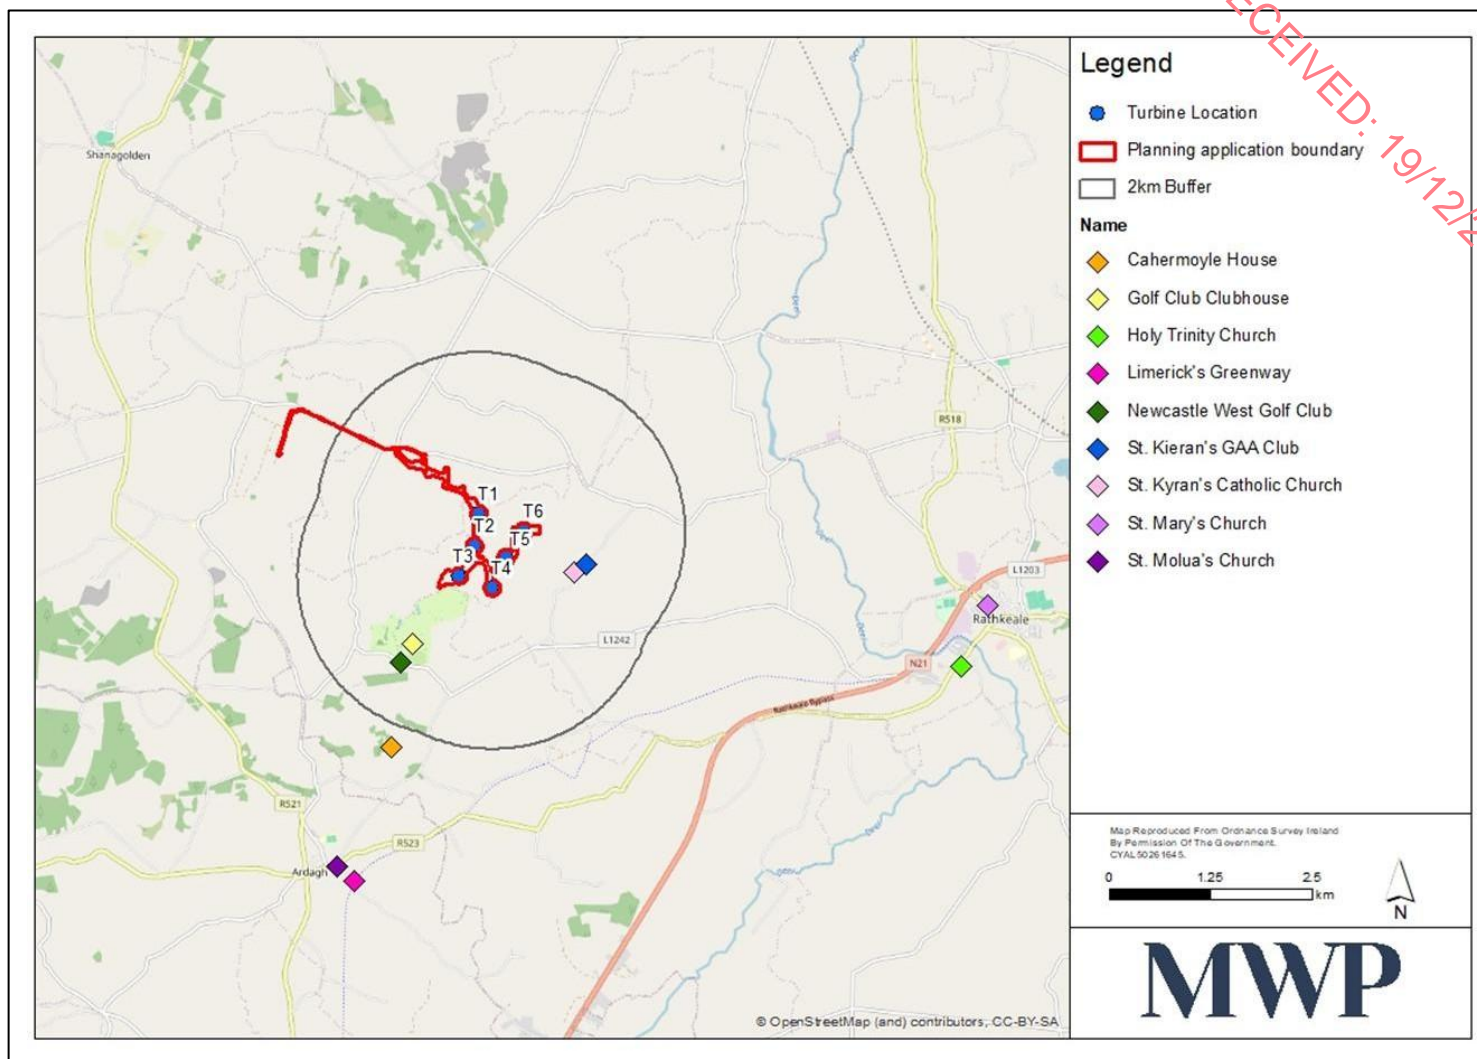 Shanagolden
Deel
Deel
R518
T1
T2
T6
T5
T3
T4
L1203
Rathkeale
L1242
N21
Rathkeale Bypass
R521
R523
Ardagh
© OpenStreetMap (and) contributors, CC-BY-SA
ECEIVED: 19/12/2
Legend
Turbine Location
Planning application boundary
2km Buffer
Name
Cahermoyle House
Golf Club Clubhouse
Holy Trinity Church
Limerick's Greenway
Newcastle West Golf Club
St. Kieran's GAA Club
St. Kyran's Catholic Church
St. Mary's Church
St. Molua's Church
Map Reproduced From Ordnance Survey Ireland
By Permission Of The Government.
CYAL50261645.
0 1.25 2.5
km
N
MWP